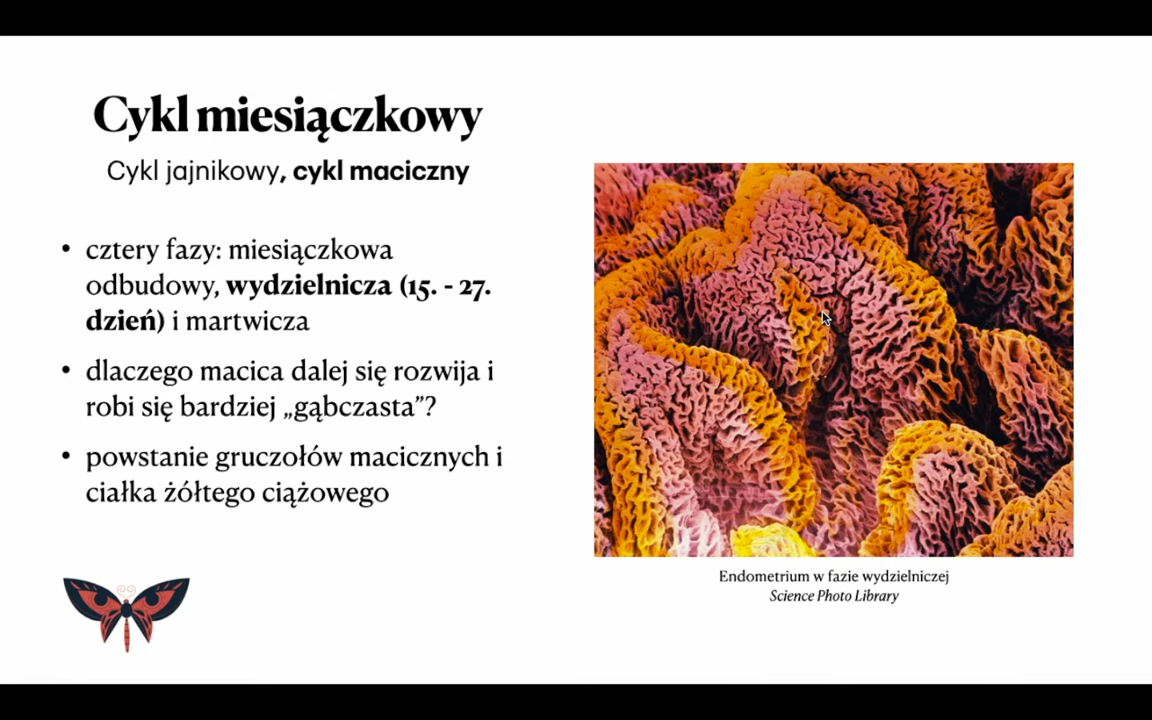 Cykl miesiączkowy
Cykl jajnikowy, cykl maciczny
• cztery fazy: miesiączkowa
odbudowy, wydzielnicza (15. - 27.
dzień) i martwicza
• dlaczego macica dalej się rozwija i
robi się bardziej „gąbczasta”?
• powstanie gruczołów macicznych i
ciałka żółtego ciążowego
Endometrium w fazie wydzielniczej
Science Photo Library